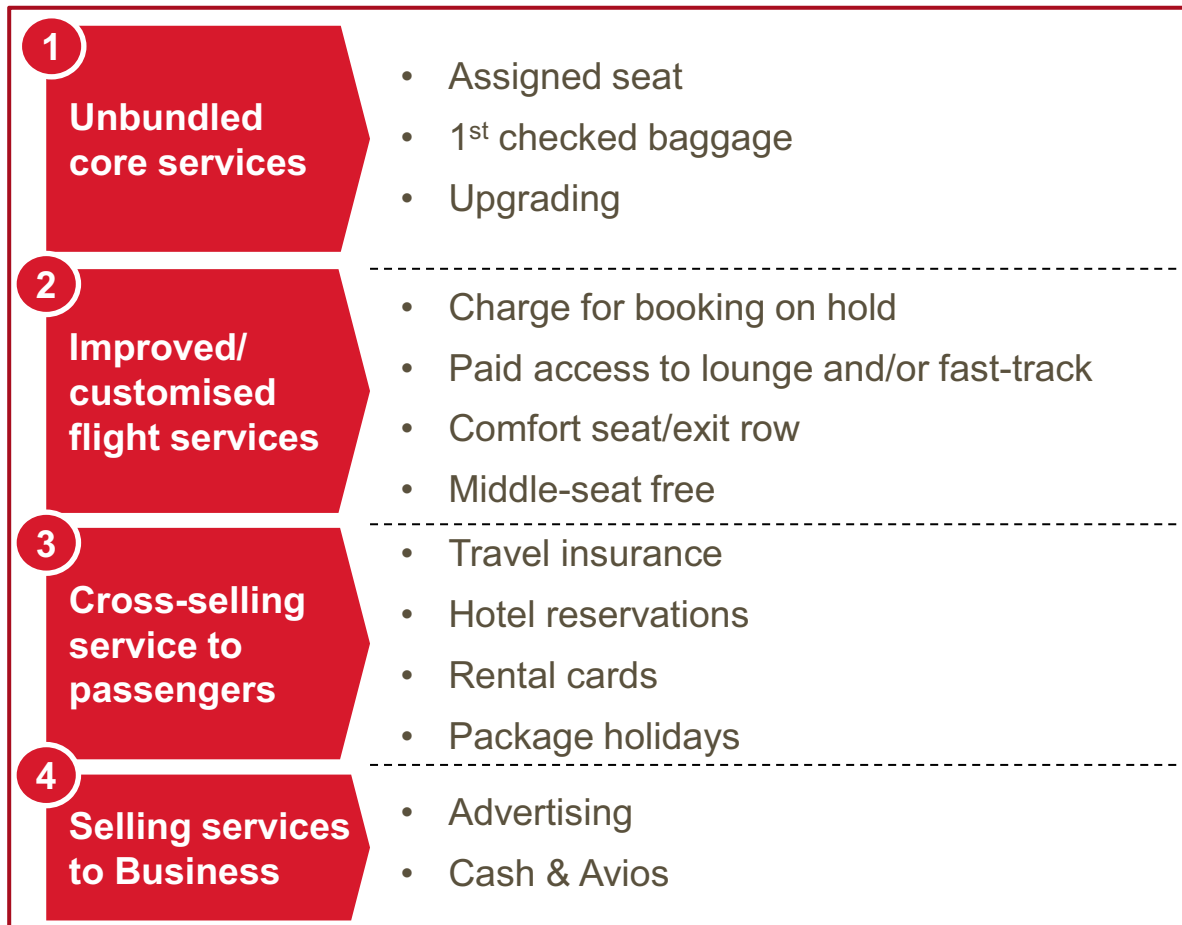 1
Unbundled
core services
• Assigned seat
• 1st checked baggage
• Upgrading
2
Improved/
customised
flight services
• Charge for booking on hold
• Paid access to lounge and/or fast-track
• Comfort seat/exit row
• Middle-seat free
3
Cross-selling
service to
passengers
• Travel insurance
• Hotel reservations
• Rental cards
• Package holidays
4
Selling services
to Business
• Advertising
• Cash & Avios